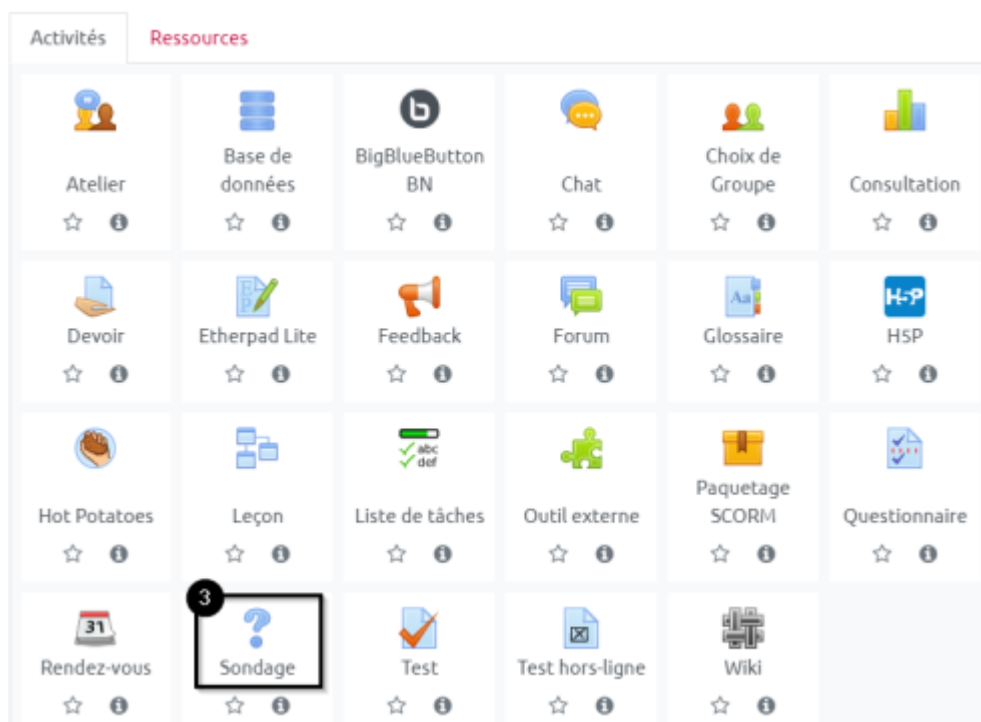 Activités Ressources
Atelier
Base de
données
BigBlueButton
BN
Chat
Choix de
Groupe
Consultation
Devoir
Etherpad Lite
Feedback
Forum
Glossaire
H5P
H5P
Hot Potatoes
Leçon
abc
def
Liste de tâches
Outil externe
Paquetage
SCORM
Questionnaire
31
Rendez-vous
3
Sondage
Test
Test hors-ligne
Wiki